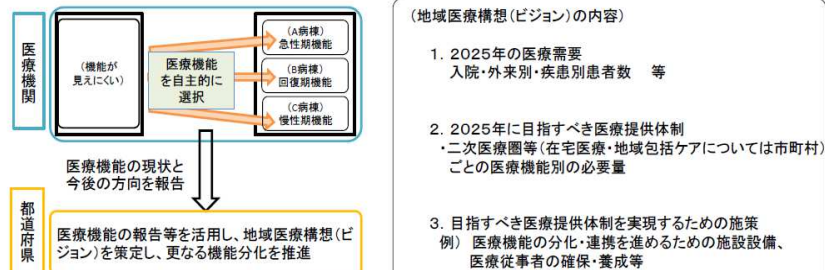 医療機関
(機能が
見えにくい)
医療機能
を自主的に
選択
(A病棟)
急性期機能
(B病棟)
回復期機能
(C病棟)
慢性期機能
医療機能の現状と
今後の方向を報告
都道府県
医療機能の報告等を活用し、地域医療構想(ビ
ジョン)を策定し、更なる機能分化を推進
(地域医療構想(ビジョン)の内容)
1. 2025年の医療需要
入院・外来別・疾患別患者数 等
2. 2025年に目指すべき医療提供体制
・二次医療圏等(在宅医療・地域包括ケアについては市町村)
ごとの医療機能別の必要量
3. 目指すべき医療提供体制を実現するための施策
例) 医療機能の分化・連携を進めるための施設設備、
医療従事者の確保・養成等